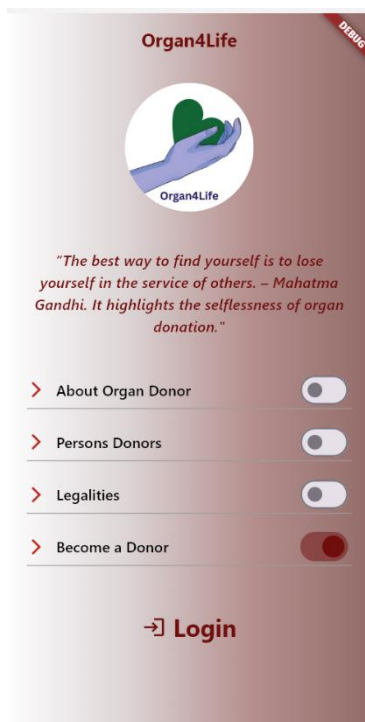 DEBUG
Organ4Life
Organ4Life
"The best way to find yourself is to lose
yourself in the service of others. – Mahatma
Gandhi. It highlights the selflessness of organ
donation."
About Organ Donor
Persons Donors
Legalities
Become a Donor
Login